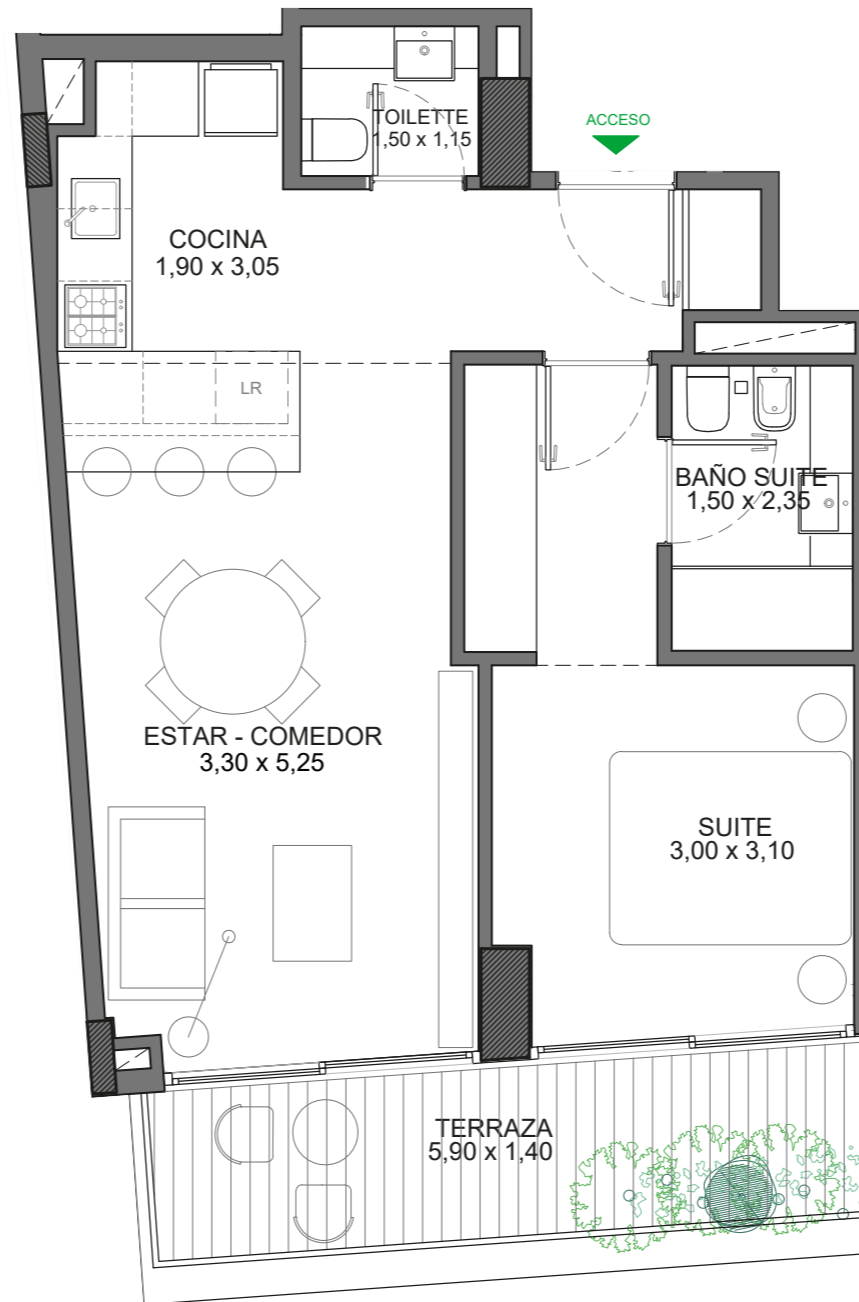 TOILETTE
1,50 x 1,15
ACCESO
COCINA
1,90 x 3,05
LR
BAÑO SUITE
1,50 x 2,35
ESTAR - COMEDOR
3,30 x 5,25
SUITE
3,00 x 3,10
TERRAZA
5,90 x 1,40